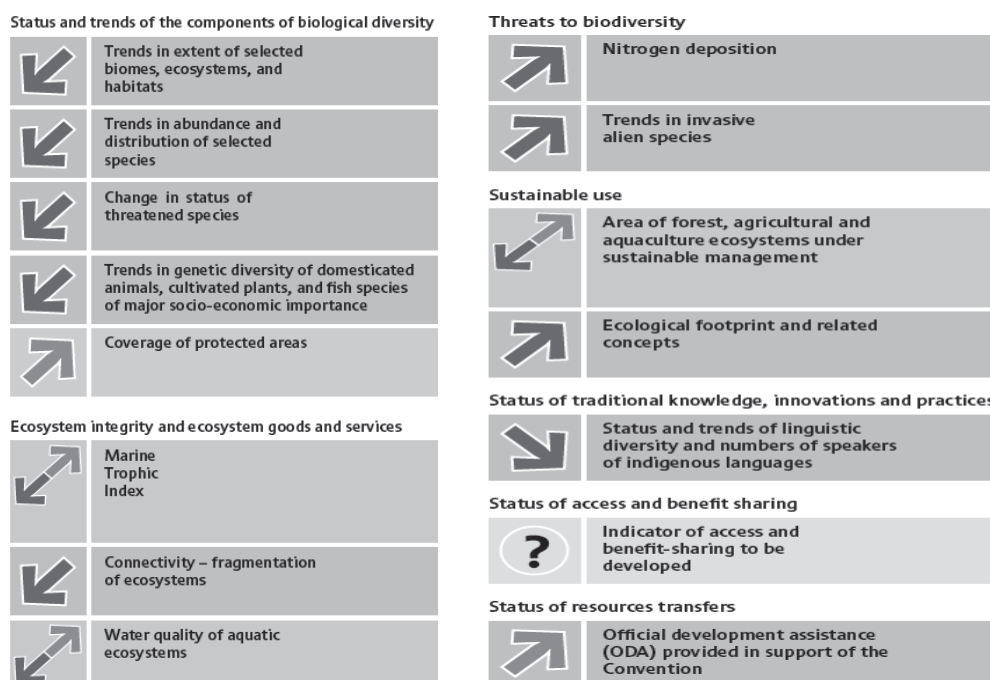 Status and trends of the components of biological diversity
Trends in extent of selected
biomes, ecosystems, and
habitats
Trends in abundance and
distribution of selected
species
Change in status of
threatened species
Trends in genetic diversity of domesticated
animals, cultivated plants, and fish species
of major socio-economic importance
Coverage of protected areas
Ecosystem integrity and ecosystem goods and services
Marine
Trophic
Index
Connectivity – fragmentation
of ecosystems
Water quality of aquatic
ecosystems
Threats to biodiversity
Nitrogen deposition
Trends in invasive
alien species
Sustainable use
Area of forest, agricultural and
aquaculture ecosystems under
sustainable management
Ecological footprint and related
concepts
Status of traditional knowledge, innovations and practices
Status and trends of linguistic
diversity and numbers of speakers
of indigenous languages
Status of access and benefit sharing
?
Indicator of access and
benefit-sharing to be
developed
Status of resources transfers
Official development assistance
(ODA) provided in support of the
Convention